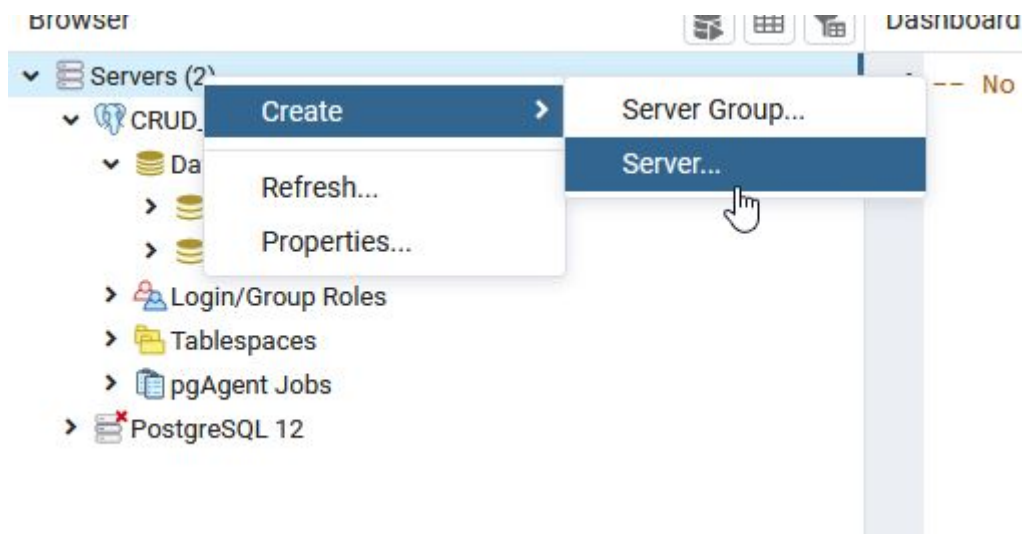 Browser
Dashboard
Servers (2)
-- No
Create
Server Group...
CRUD_
Server...
Da
Refresh...
Properties...
Login/Group Roles
Tablespaces
pgAgent Jobs
PostgreSQL 12